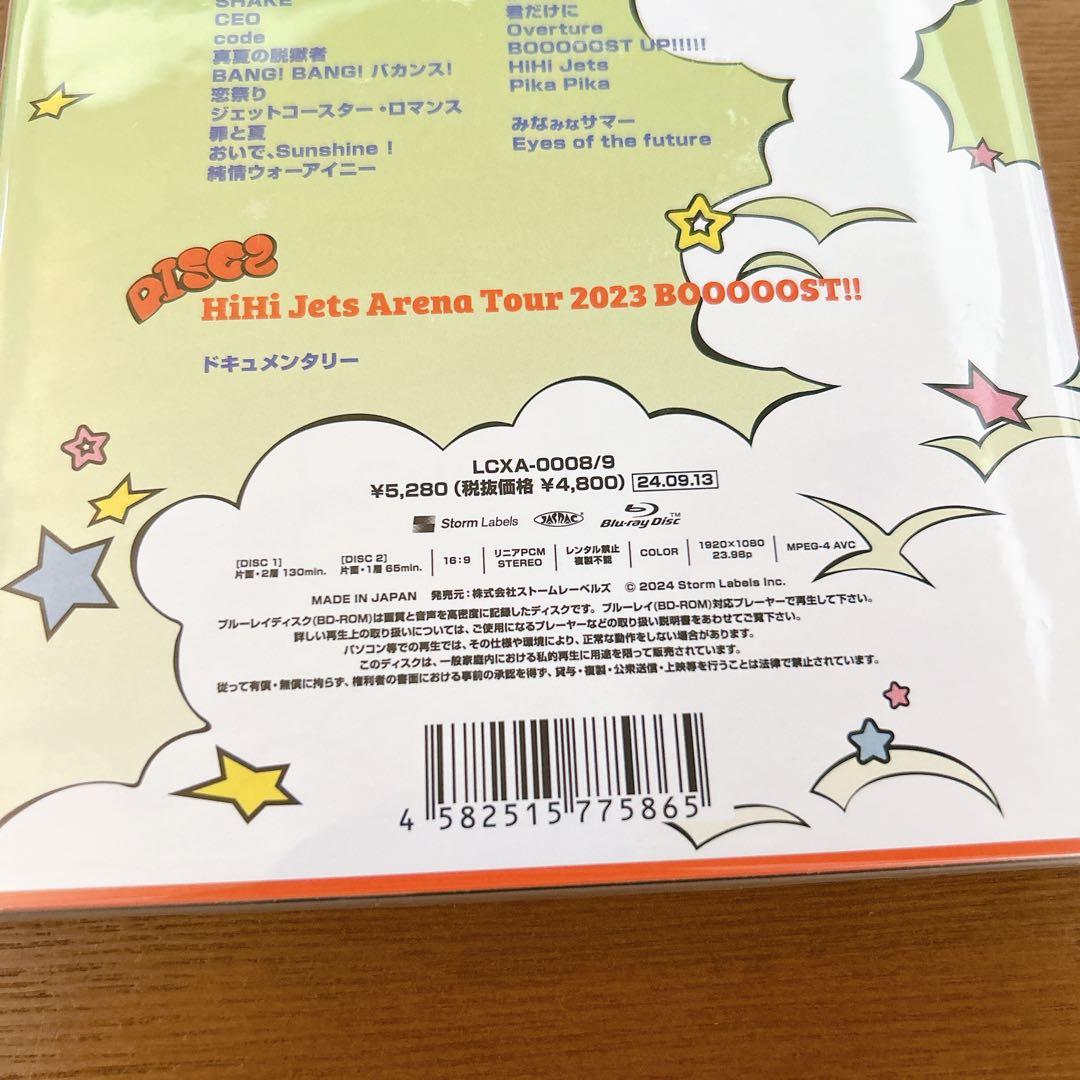 SHAKE
CEO
code
真夏の脱獄者
BANG! BANG! バカンス!
恋祭り
ジェットコースター・ロマンス
罪と夏
おいで、Sunshine！
純情ウォーアイニー
君だけに
Overture
BOOOOOST UP!!!!!
HiHi Jets
Pika Pika
みなみなサマー
Eyes of the future
DISC2
HiHi Jets Arena Tour 2023 BOOOOOST!!
ドキュメンタリー
LCXA-0008/9
¥5,280（税抜価格 ¥4,800） 24.09.13
Storm Labels JASRAC Blu-ray Disc™
[DISC 1]
片面・2層 130min.
[DISC 2]
片面・1層 65min.
16:9
リニアPCM
STEREO
レンタル禁止
複製不能
COLOR
1920×1080
23.98p
MPEG-4 AVC
MADE IN JAPAN 発売元：株式会社ストームレーベルズ © 2024 Storm Labels Inc.
ブルーレイディスク(BD-ROM)は画質と音声を高密度に記録したディスクです。ブルーレイ(BD-ROM)対応プレーヤーで再生して下さい。
詳しい再生上の取り扱いについては、ご使用になるプレーヤーなどの取り扱い説明書をあわせてご覧下さい。
パソコン等での再生では、その仕様や環境により、正常な動作をしない場合があります。
このディスクは、一般家庭内における私的再生に用途を限って販売されています。
従って有償・無償に拘らず、権利者の書面における事前の承認を得ず、貸与・複製・公衆送信・上映等を行うことは法律で禁止されています。
4 582515 775865